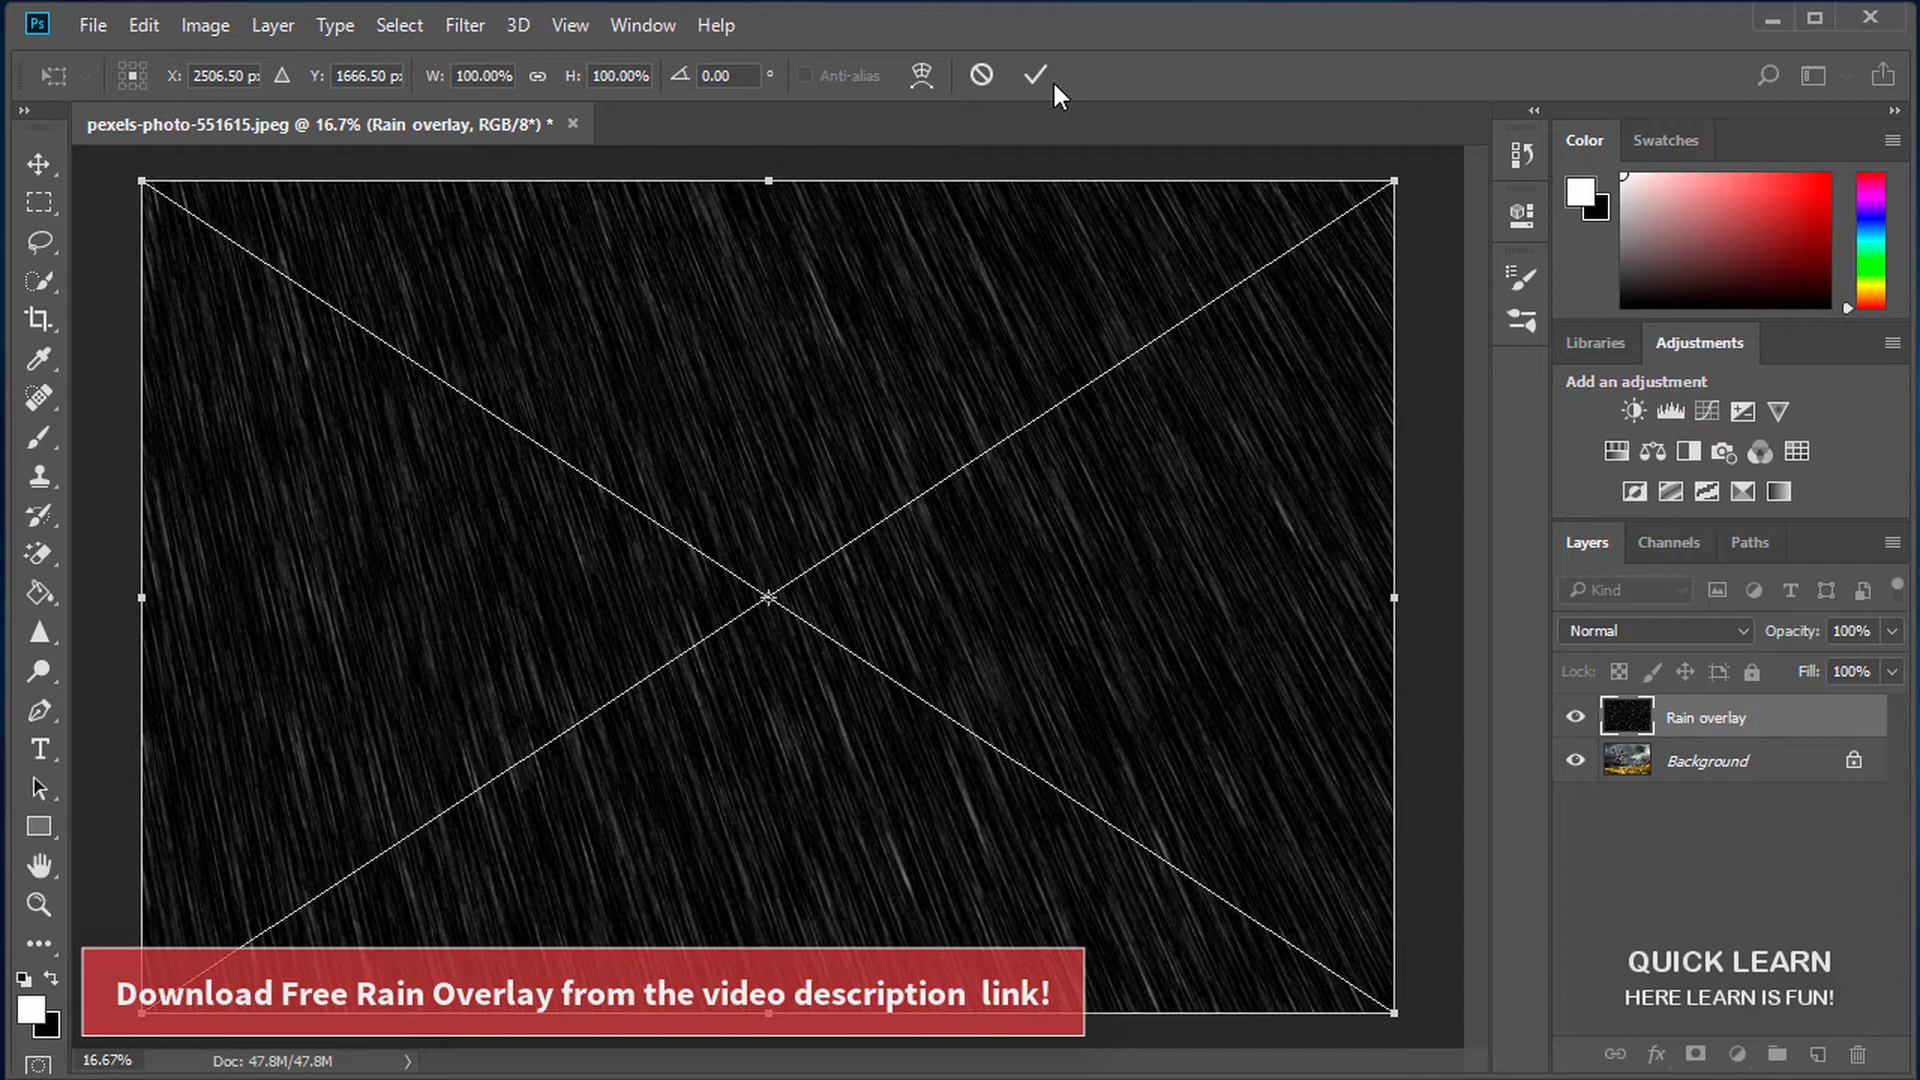 Ps File Edit Image Layer Type Select Filter 3D View Window Help
X: 2506.50 p Y: 1666.50 p W: 100.00% H: 100.00% 0.00 ° Anti-alias
pexels-photo-551615.jpeg @ 16.7% (Rain overlay, RGB/8*) *
Color Swatches
Libraries Adjustments
Add an adjustment
Layers Channels Paths
Kind
Normal Opacity: 100%
Lock: Fill: 100%
Rain overlay
Background
QUICK LEARN
HERE LEARN IS FUN!
Download Free Rain Overlay from the video description link!
16.67% Doc: 47.8M/47.8M